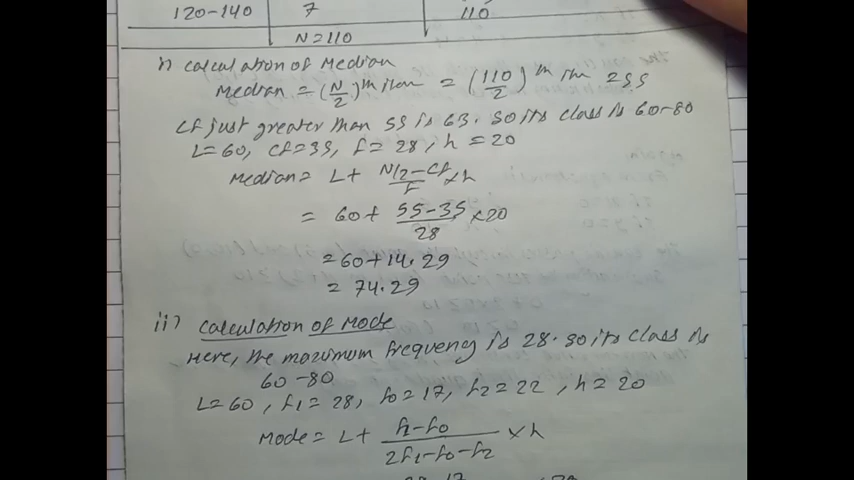 120-140 7 110
N=110
i) calculation of Median
Median = (N/2)th item = (110/2)th item = 55
cf just greater than 55 is 63. so its class is 60-80
L=60, cf=35, f=28, h=20
Median = L + N/2-cf/f × h
= 60 + 55-35/28 × 20
= 60 + 14.29
= 74.29
ii) calculation of Mode
Here, the maximum frequency is 28. so its class is
60-80
L=60, f1=28, f0=17, f2=22, h=20
Mode = L + f1-f0/2f1-f0-f2 × h